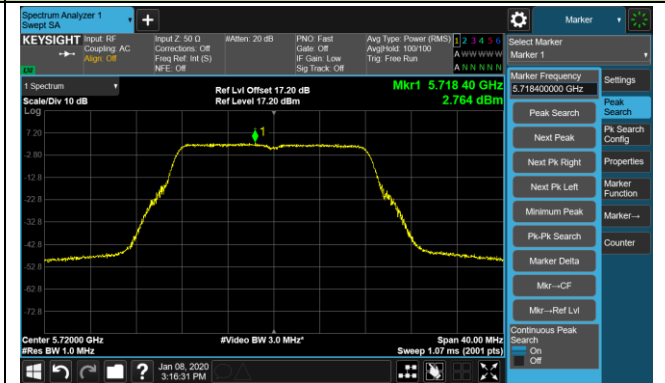 Spectrum Analyzer 1
Swept SA
+
Marker
KEYSIGHT
Input: RF
Coupling: AC
Align: Off
Input Z: 50 Ω
Corrections: Off
Freq Ref: Int (S)
NFE: Off
#Atten: 20 dB
PNO: Fast
Gate: Off
IF Gain: Low
Sig Track: Off
Avg Type: Power (RMS)
Avg|Hold: 100/100
Trig: Free Run
1 2 3 4 5 6
A W W W W W
A N N N N N
Select Marker
Marker 1
1 Spectrum
Scale/Div 10 dB
Log
Ref Lvl Offset 17.20 dB
Ref Level 17.20 dBm
Mkr1 5.718 40 GHz
2.764 dBm
1
7.20
-2.80
-12.8
-22.8
-32.8
-42.8
-52.8
-62.8
-72.8
Center 5.72000 GHz
#Res BW 1.0 MHz
#Video BW 3.0 MHz*
Span 40.00 MHz
Sweep 1.07 ms (2001 pts)
Marker Frequency
5.718400000 GHz
Peak Search
Next Peak
Next Pk Right
Next Pk Left
Minimum Peak
Pk-Pk Search
Marker Delta
Mkr→CF
Mkr→Ref Lvl
Continuous Peak
Search
On
Off
Settings
Peak
Search
Pk Search
Config
Properties
Marker
Function
Marker→
Counter
?
Jan 08, 2020
3:16:31 PM